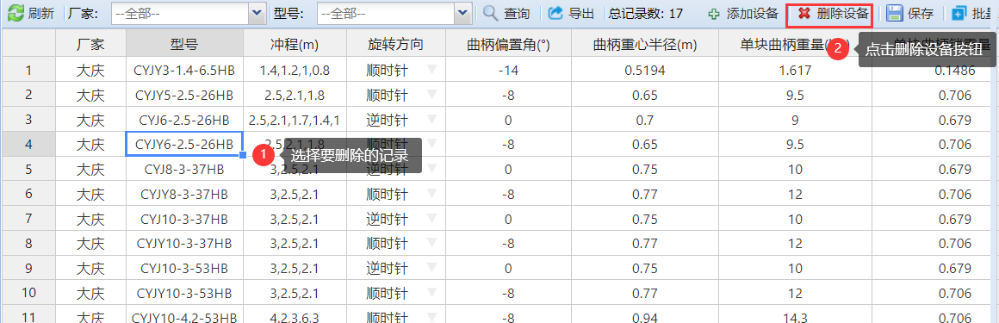 刷新 厂家: --全部-- 型号: --全部-- 查询 导出 总记录数: 17 添加设备 删除设备 保存 批量
厂家 型号 冲程(m) 旋转方向 曲柄偏置角(°) 曲柄重心半径(m) 单块曲柄重量
2 点击删除设备按钮
1 大庆 CYJY3-1.4-6.5HB 1.4,1.2,1,0.8 顺时针 -14 0.5194 1.617 0.1486
2 大庆 CYJY5-2.5-26HB 2.5,2.1,1.8 顺时针 -8 0.65 9.5 0.706
3 大庆 CYJ6-2.5-26HB 2.5,2.1,1.7,1.4,1 逆时针 0 0.7 9 0.679
4 大庆 CYJY6-2.5-26HB 2.5,2.1,1.8 顺时针 -8 0.65 9.5 0.706
1 选择要删除的记录
5 大庆 CYJ8-3-37HB 3,2.5,2.1 逆时针 0 0.75 10 0.679
6 大庆 CYJY8-3-37HB 3,2.5,2.1 顺时针 -8 0.77 12 0.706
7 大庆 CYJ10-3-37HB 3,2.5,2.1 逆时针 0 0.75 10 0.679
8 大庆 CYJY10-3-37HB 3,2.5,2.1 顺时针 -8 0.77 12 0.706
9 大庆 CYJ10-3-53HB 3,2.5,2.1 逆时针 0 0.75 10 0.679
10 大庆 CYJY10-3-53HB 3,2.5,2.1 顺时针 -8 0.77 12 0.706
11 大庆 CYJY10-4.2-53HB 4.2,3.6,3 顺时针 -8 0.94 14.3 0.706